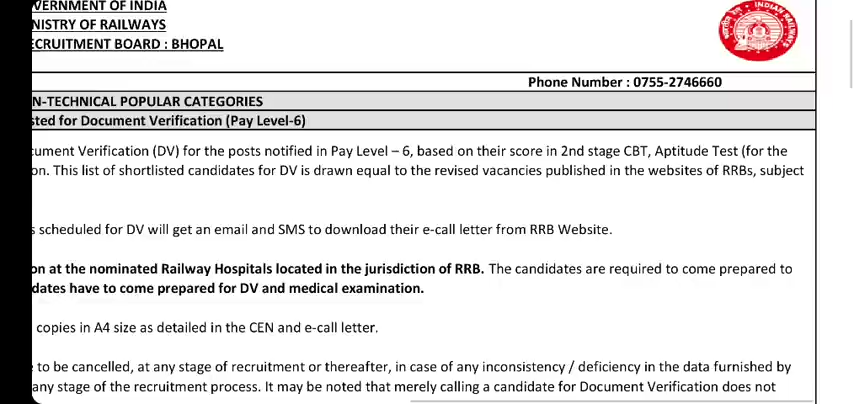 VERNMENT OF INDIA
NISTRY OF RAILWAYS
ECRUITMENT BOARD : BHOPAL
INDIAN RAILWAYS
Phone Number : 0755-2746660
N-TECHNICAL POPULAR CATEGORIES
sted for Document Verification (Pay Level-6)
cument Verification (DV) for the posts notified in Pay Level – 6, based on their score in 2nd stage CBT, Aptitude Test (for the
on. This list of shortlisted candidates for DV is drawn equal to the revised vacancies published in the websites of RRBs, subject
s scheduled for DV will get an email and SMS to download their e-call letter from RRB Website.
on at the nominated Railway Hospitals located in the jurisdiction of RRB. The candidates are required to come prepared to
dates have to come prepared for DV and medical examination.
copies in A4 size as detailed in the CEN and e-call letter.
e to be cancelled, at any stage of recruitment or thereafter, in case of any inconsistency / deficiency in the data furnished by
any stage of the recruitment process. It may be noted that merely calling a candidate for Document Verification does not